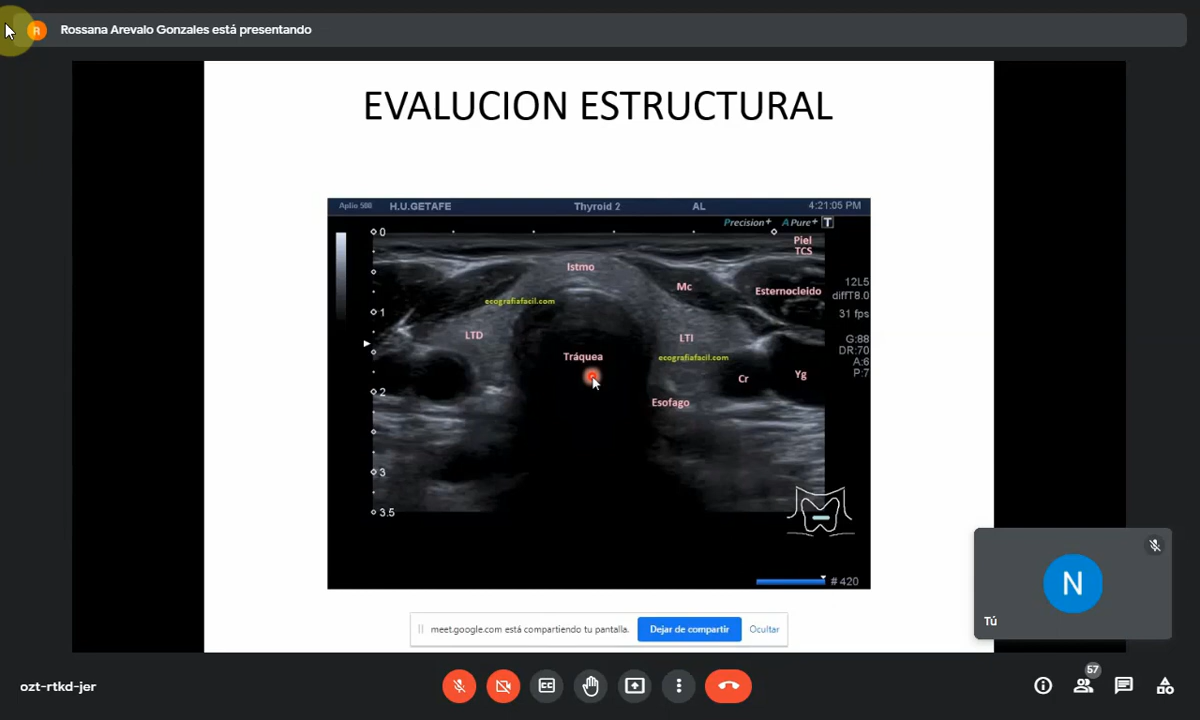 R Rossana Arevalo Gonzales está presentando
EVALUCION ESTRUCTURAL
Aplio 500 H.U.GETAFE Thyroid 2 AL 4:21:05 PM
Precision+ A Pure+ T
0
Piel
TCS
Istmo
Mc
Esternocleido
12L5
diffT8.0
ecografiafacil.com
1
31 fps
LTD
LTI
G:88
DR:70
A:6
P:7
Tráquea
ecografiafacil.com
Cr
Yg
2
Esofago
3
3.5
# 420
N
Tú
meet.google.com está compartiendo tu pantalla. Dejar de compartir Ocultar
57
ozt-rtkd-jer
CC